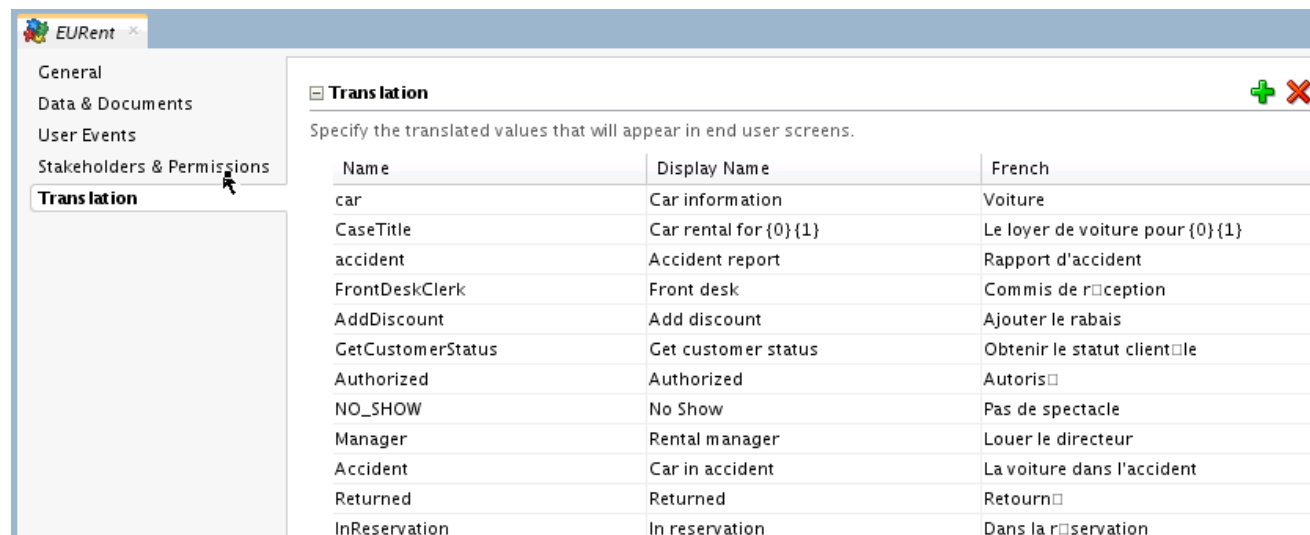 EURent
General
Data & Documents
User Events
Stakeholders & Permissions
Translation
Translation
Specify the translated values that will appear in end user screens.
Name Display Name French
car Car information Voiture
CaseTitle Car rental for {0}{1} Le loyer de voiture pour {0}{1}
accident Accident report Rapport d'accident
FrontDeskClerk Front desk Commis de r□ception
AddDiscount Add discount Ajouter le rabais
GetCustomerStatus Get customer status Obtenir le statut client□le
Authorized Authorized Autoris□
NO_SHOW No Show Pas de spectacle
Manager Rental manager Louer le directeur
Accident Car in accident La voiture dans l'accident
Returned Returned Retourn□
InReservation In reservation Dans la r□servation